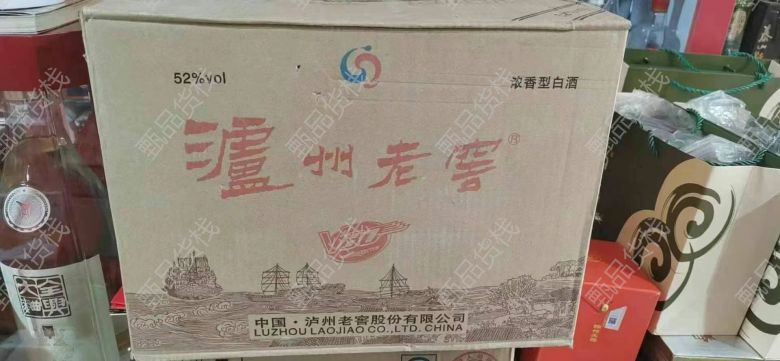 52%vol
浓香型白酒
泸州老窖®
中国·泸州老窖股份有限公司
LUZHOU LAOJIAO CO.,LTD. CHINA
甄品货栈